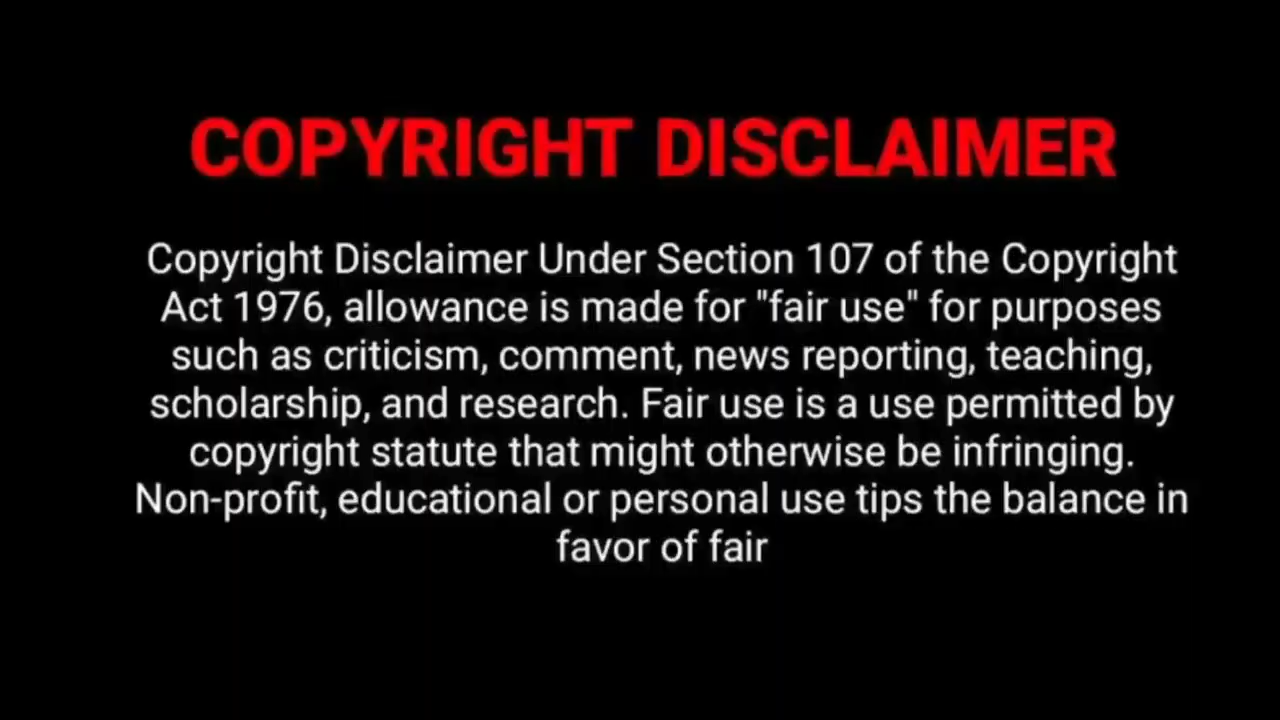 COPYRIGHT DISCLAIMER
Copyright Disclaimer Under Section 107 of the Copyright
Act 1976, allowance is made for "fair use" for purposes
such as criticism, comment, news reporting, teaching,
scholarship, and research. Fair use is a use permitted by
copyright statute that might otherwise be infringing.
Non-profit, educational or personal use tips the balance in
favor of fair